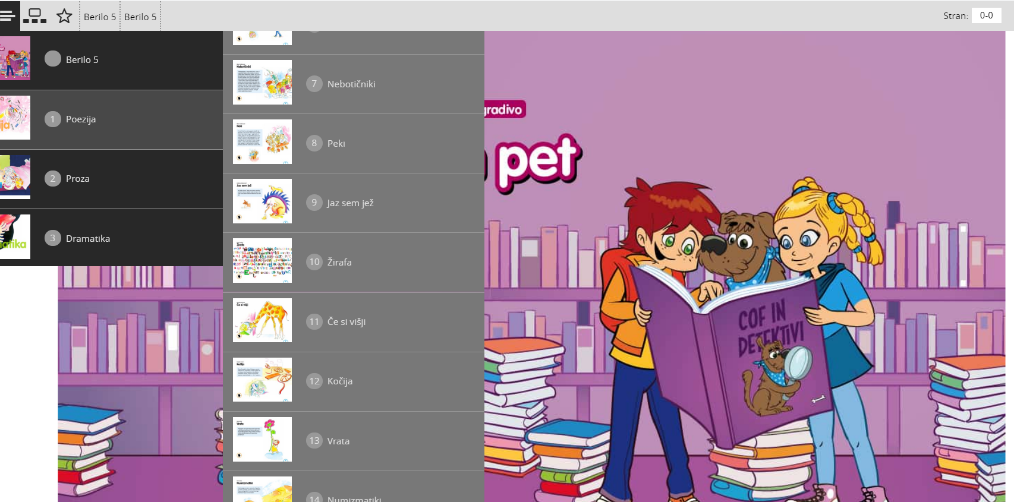 Berilo 5
Berilo 5
Stran:
0-0
Berilo 5
1 Poezija
2 Proza
3 Dramatika
7 Nebotičniki
8 Peki
9 Jaz sem jež
10 Žirafa
11 Če si višji
12 Kočija
13 Vrata
14 Numizmatiki
gradivo
pet
COF IN
DETEKTIVI